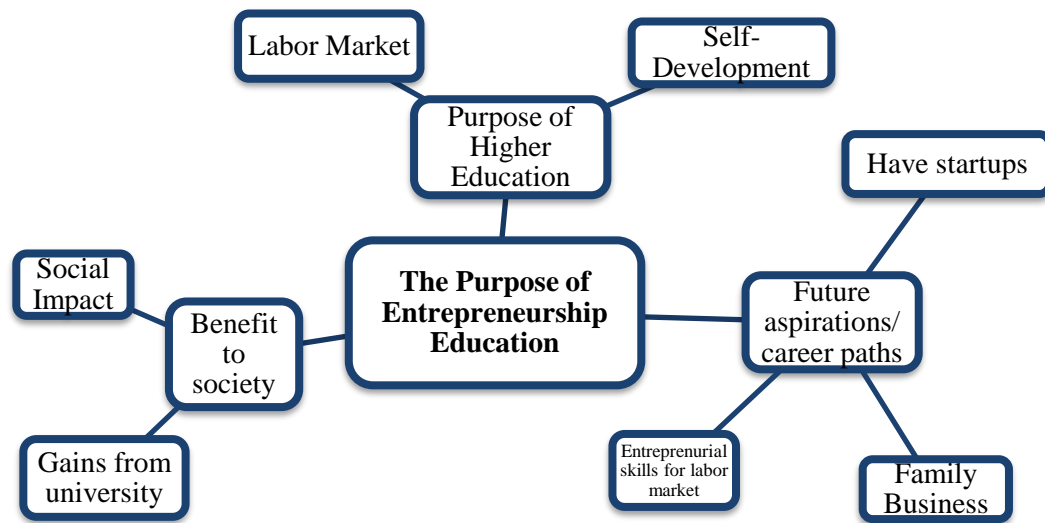 Labor Market
Self-
Development
Purpose of
Higher
Education
Have startups
The Purpose of
Entrepreneurship
Education
Social
Impact
Benefit
to
society
Future
aspirations/
career paths
Gains from
university
Entreprenurial
skills for labor
market
Family
Business